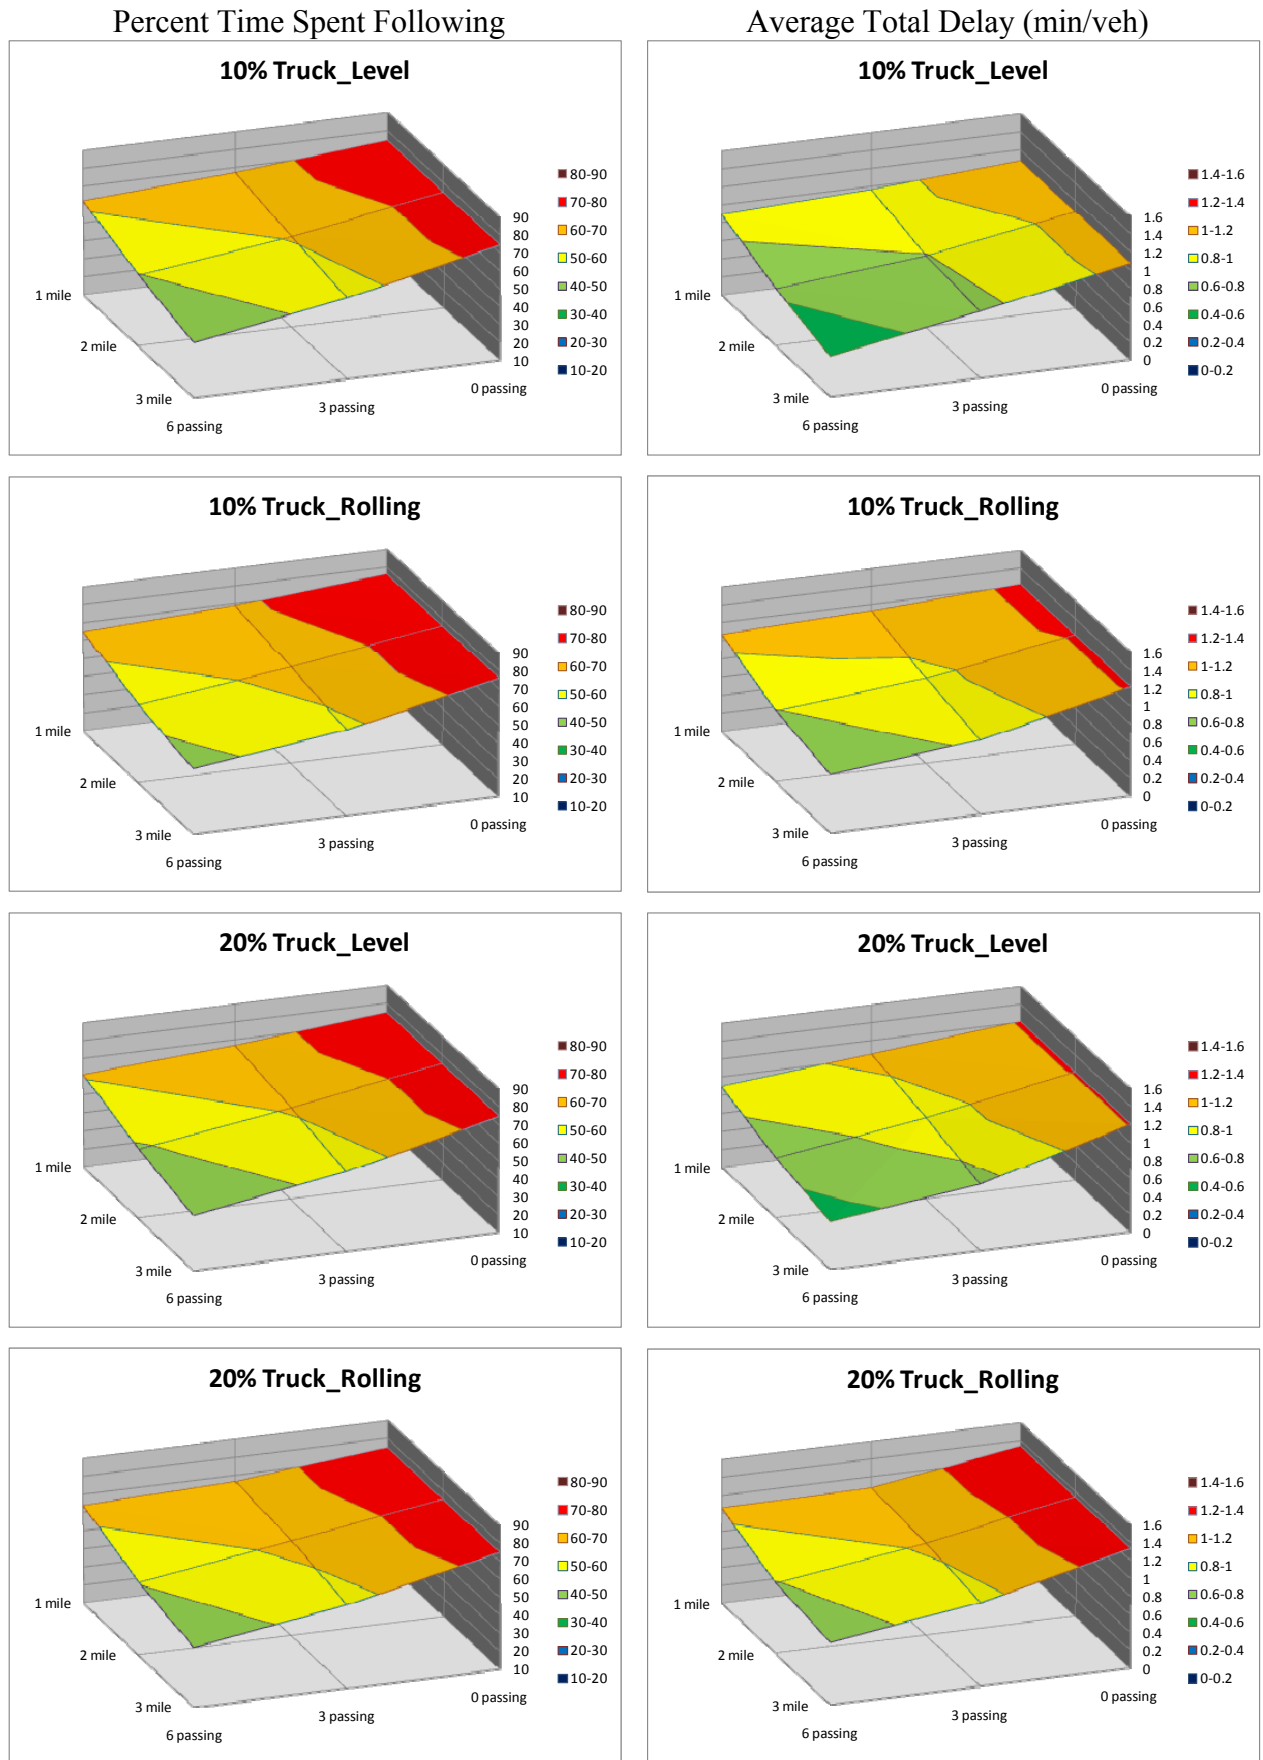 Percent Time Spent Following
Average Total Delay (min/veh)
10% Truck_Level
80-90
70-80
60-70
50-60
40-50
30-40
20-30
10-20
90
80
70
60
50
40
30
20
10
1 mile
2 mile
3 mile
6 passing
3 passing
0 passing
10% Truck_Level
1.4-1.6
1.2-1.4
1-1.2
0.8-1
0.6-0.8
0.4-0.6
0.2-0.4
0-0.2
1.6
1.4
1.2
1
0.8
0.6
0.4
0.2
0
1 mile
2 mile
3 mile
6 passing
3 passing
0 passing
10% Truck_Rolling
80-90
70-80
60-70
50-60
40-50
30-40
20-30
10-20
90
80
70
60
50
40
30
20
10
1 mile
2 mile
3 mile
6 passing
3 passing
0 passing
10% Truck_Rolling
1.4-1.6
1.2-1.4
1-1.2
0.8-1
0.6-0.8
0.4-0.6
0.2-0.4
0-0.2
1.6
1.4
1.2
1
0.8
0.6
0.4
0.2
0
1 mile
2 mile
3 mile
6 passing
3 passing
0 passing
20% Truck_Level
80-90
70-80
60-70
50-60
40-50
30-40
20-30
10-20
90
80
70
60
50
40
30
20
10
1 mile
2 mile
3 mile
6 passing
3 passing
0 passing
20% Truck_Level
1.4-1.6
1.2-1.4
1-1.2
0.8-1
0.6-0.8
0.4-0.6
0.2-0.4
0-0.2
1.6
1.4
1.2
1
0.8
0.6
0.4
0.2
0
1 mile
2 mile
3 mile
6 passing
3 passing
0 passing
20% Truck_Rolling
80-90
70-80
60-70
50-60
40-50
30-40
20-30
10-20
90
80
70
60
50
40
30
20
10
1 mile
2 mile
3 mile
6 passing
3 passing
0 passing
20% Truck_Rolling
1.4-1.6
1.2-1.4
1-1.2
0.8-1
0.6-0.8
0.4-0.6
0.2-0.4
0-0.2
1.6
1.4
1.2
1
0.8
0.6
0.4
0.2
0
1 mile
2 mile
3 mile
6 passing
3 passing
0 passing